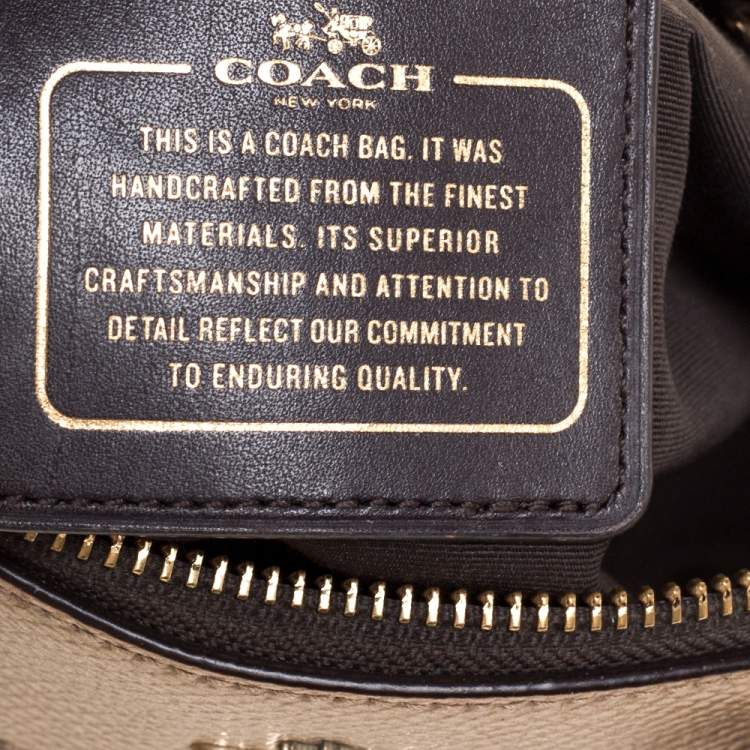 COACH
NEW YORK
THIS IS A COACH BAG. IT WAS
HANDCRAFTED FROM THE FINEST
MATERIALS. ITS SUPERIOR
CRAFTSMANSHIP AND ATTENTION TO
DETAIL REFLECT OUR COMMITMENT
TO ENDURING QUALITY.